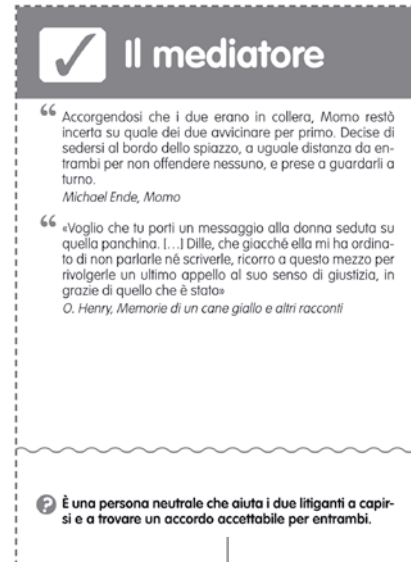 Il mediatore
“ Accorgendosi che i due erano in collera, Momo restò
incerta su quale dei due avvicinare per primo. Decise di
sedersi al bordo dello spiazzo, a uguale distanza da en-
trambi per non offendere nessuno, e prese a guardarli a
turno.
Michael Ende, Momo
“ «Voglio che tu porti un messaggio alla donna seduta su
quella panchina. […] Dille, che giacché ella mi ha ordina-
to di non parlarle né scriverle, ricorro a questo mezzo per
rivolgerle un ultimo appello al suo senso di giustizia, in
grazie di quello che è stato»
O. Henry, Memorie di un cane giallo e altri racconti
? È una persona neutrale che aiuta i due litiganti a capir-
si e a trovare un accordo accettabile per entrambi.